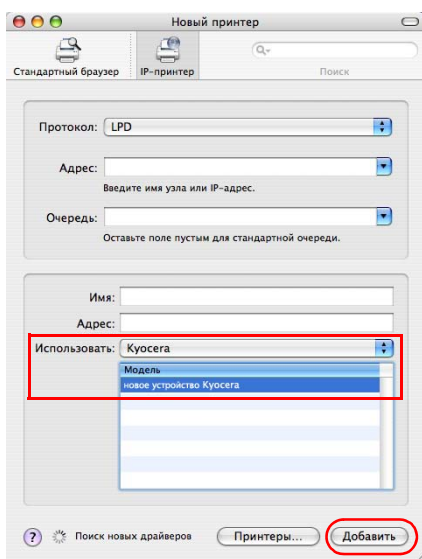 Новый принтер
Стандартный браузер
IP-принтер
Поиск
Протокол: LPD
Адрес:
Введите имя узла или IP-адрес.
Очередь:
Оставьте поле пустым для стандартной очереди.
Имя:
Адрес:
Использовать: Kyocera
Модель
новое устройство Kyocera
? Поиск новых драйверов Принтеры... Добавить